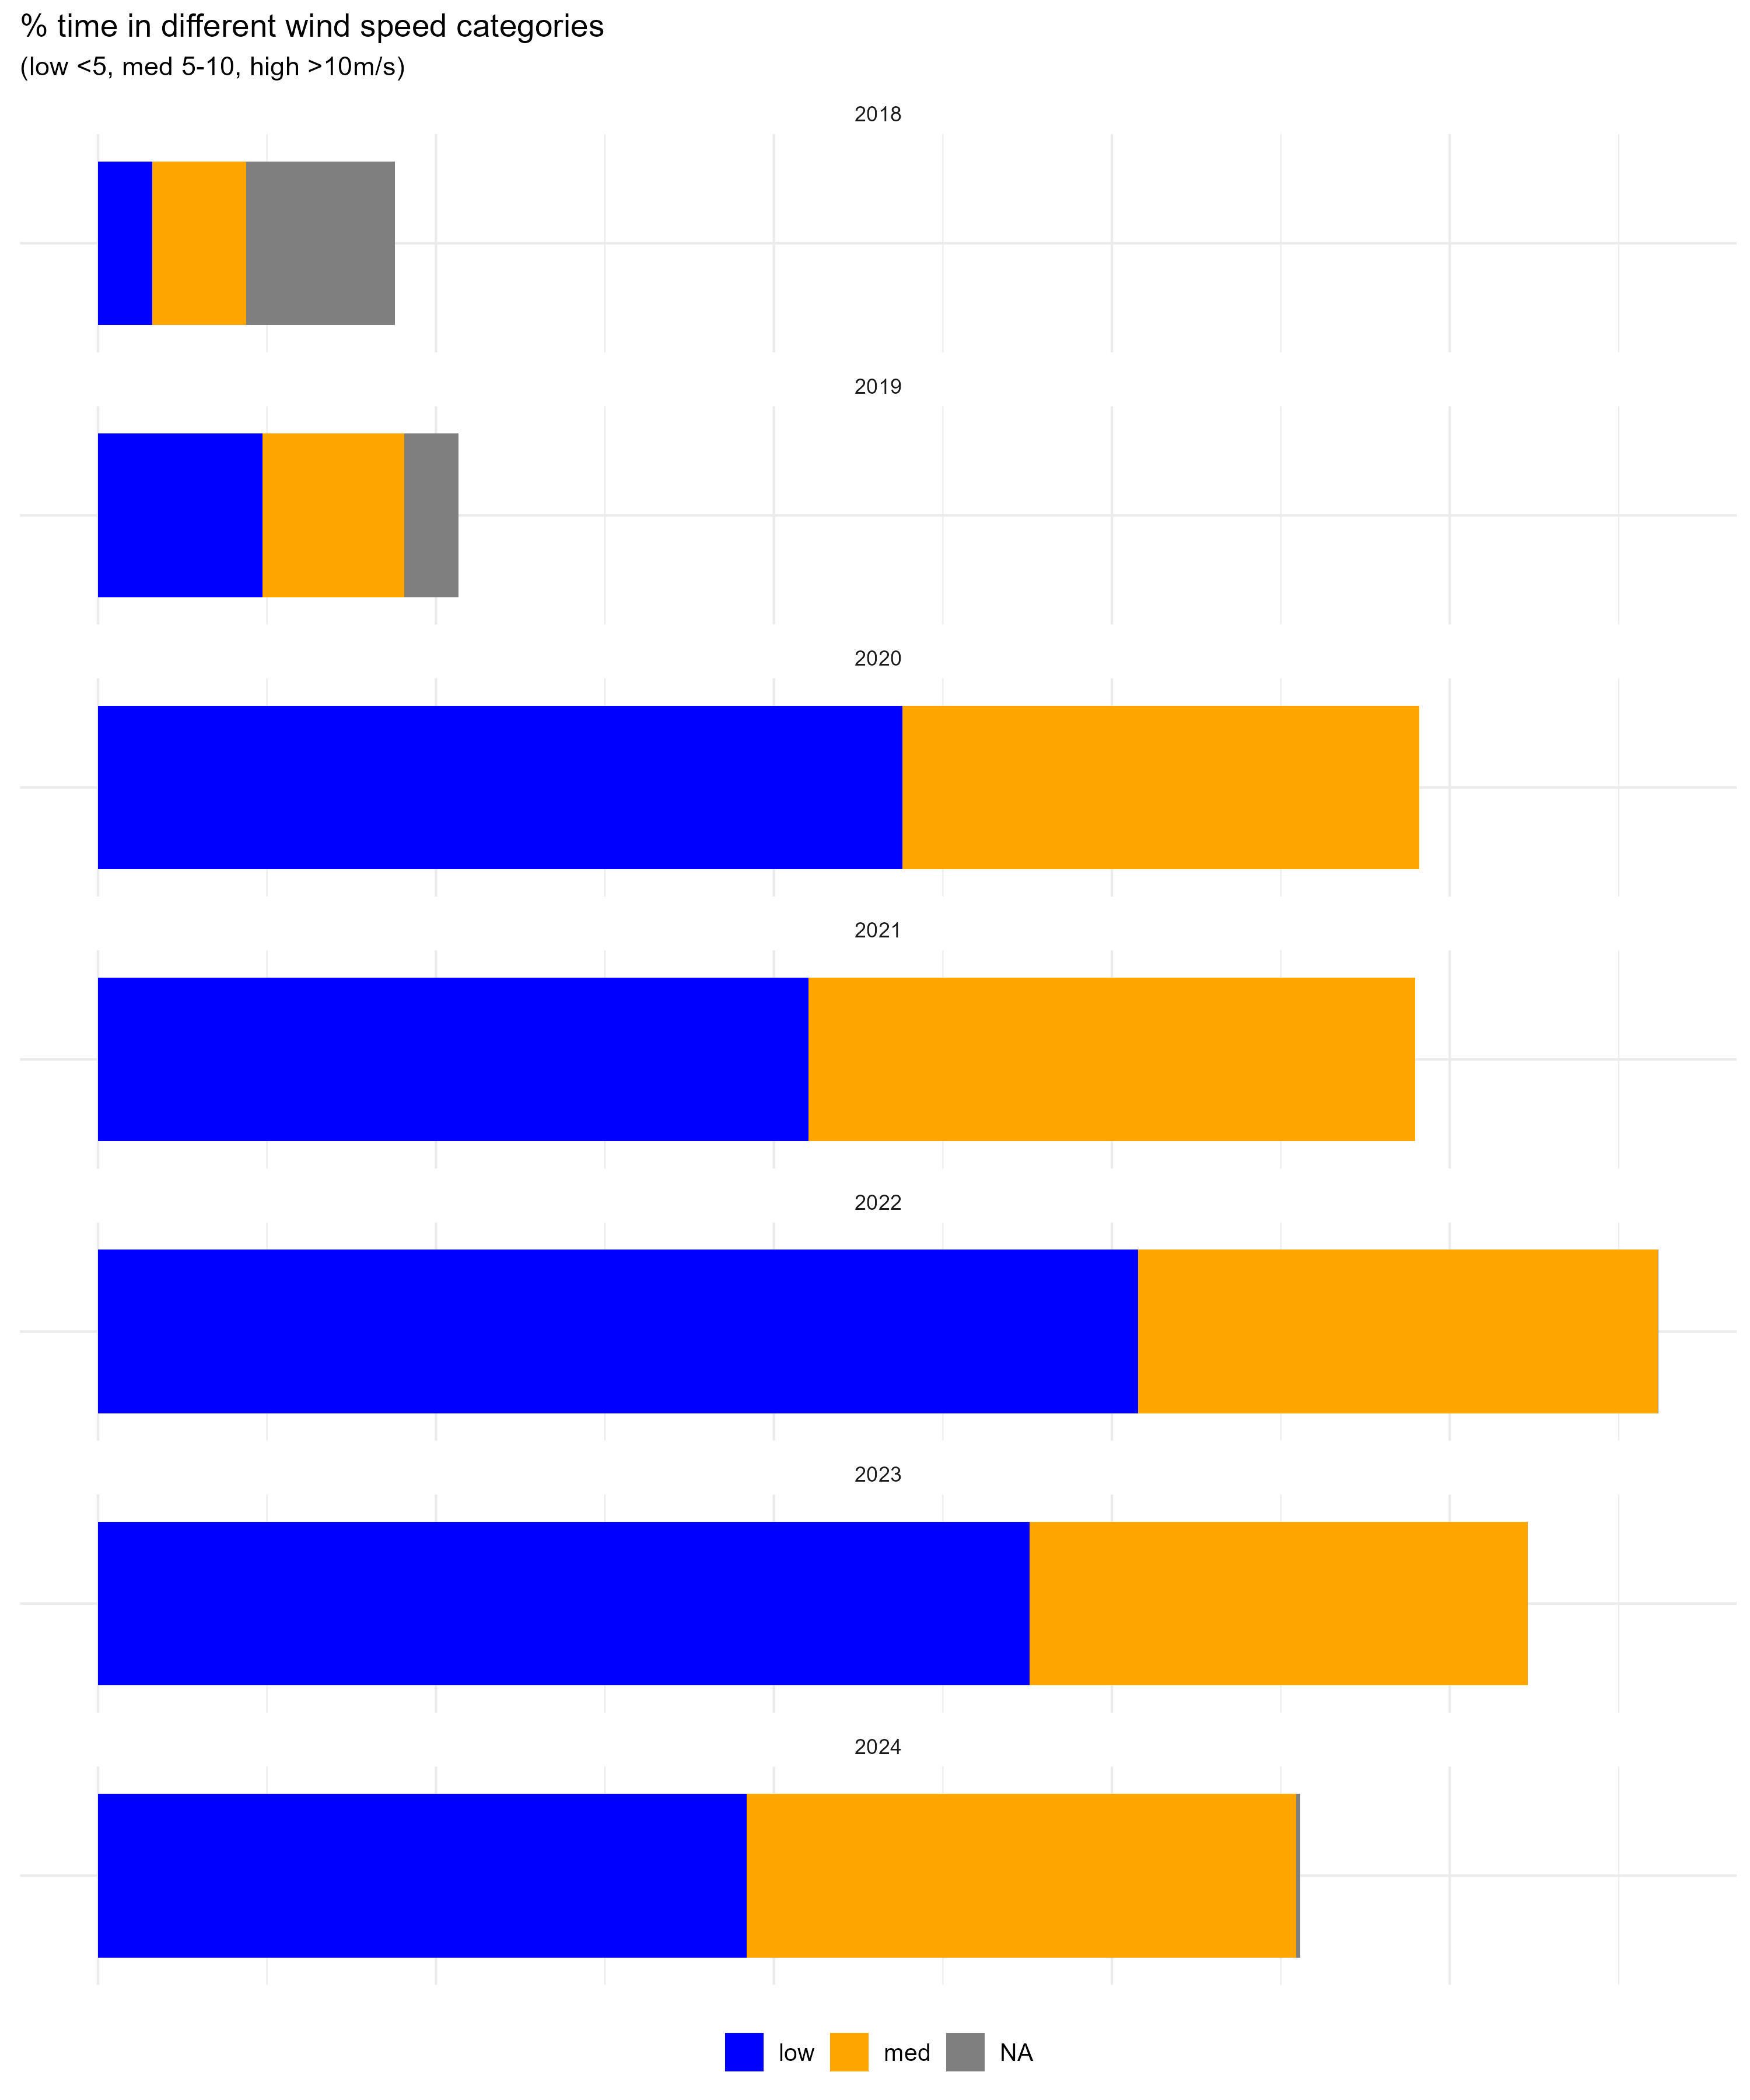 % time in different wind speed categories
(low <5, med 5-10, high >10m/s)
2018
2019
2020
2021
2022
2023
2024
low med NA